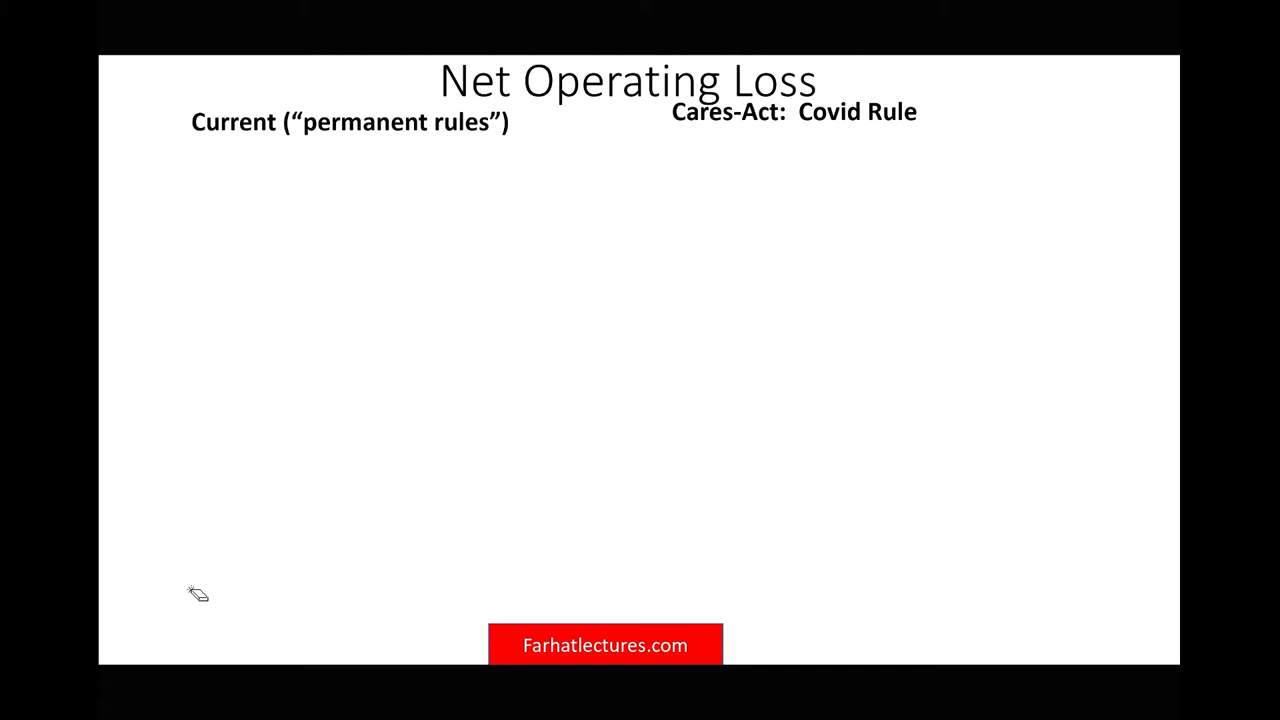 Net Operating Loss
Current (“permanent rules”)
Cares-Act: Covid Rule
Farhatlectures.com